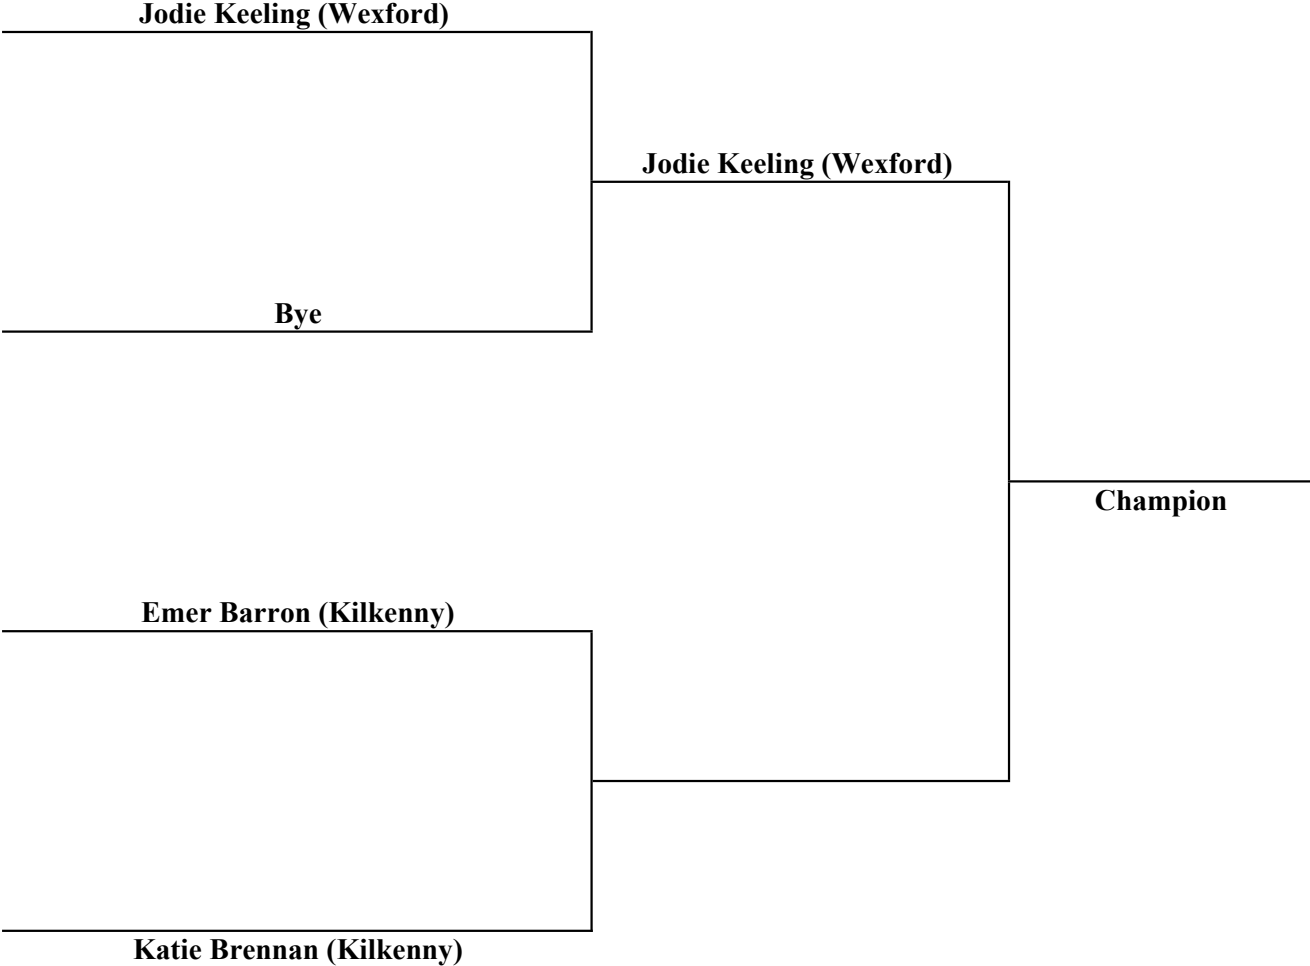 Jodie Keeling (Wexford)
Jodie Keeling (Wexford)
Bye
Champion
Emer Barron (Kilkenny)
Katie Brennan (Kilkenny)